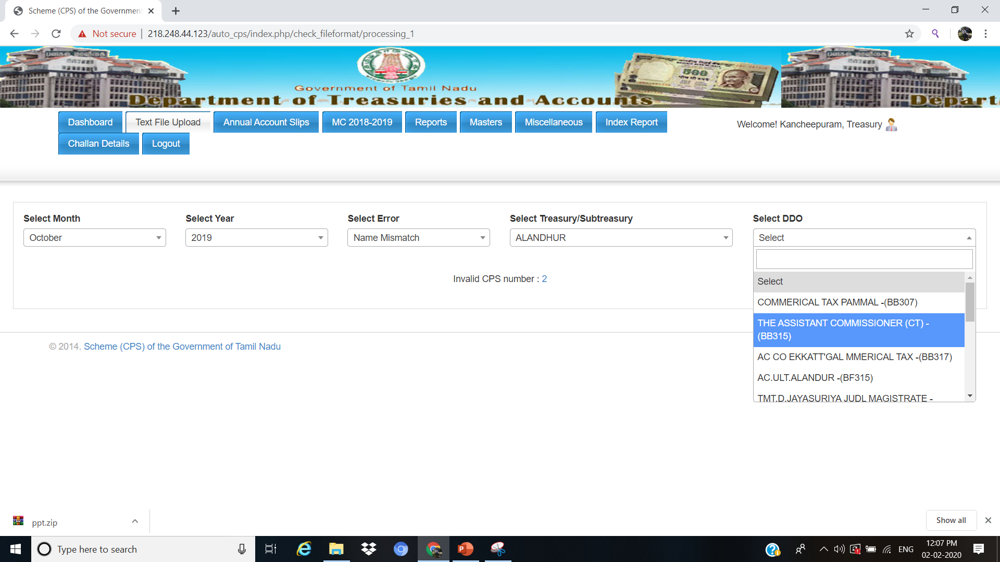 Scheme (CPS) of the Governmen
Not secure | 218.248.44.123/auto_cps/index.php/check_fileformat/processing_1
Government of Tamil Nadu
Department of Treasuries and Accounts
Depart
Dashboard
Text File Upload
Annual Account Slips
MC 2018-2019
Reports
Masters
Miscellaneous
Index Report
Welcome! Kancheepuram, Treasury
Challan Details
Logout
Select Month
Select Year
Select Error
Select Treasury/Subtreasury
Select DDO
October
2019
Name Mismatch
ALANDHUR
Select
Invalid CPS number : 2
Select
COMMERICAL TAX PAMMAL -(BB307)
THE ASSISTANT COMMISSIONER (CT) -
(BB315)
AC CO EKKATT'GAL MMERICAL TAX -(BB317)
AC.ULT.ALANDUR -(BF315)
TMT.D.JAYASURIYA JUDL MAGISTRATE -
© 2014. Scheme (CPS) of the Government of Tamil Nadu
ppt.zip
Show all
Type here to search
ENG
12:07 PM
02-02-2020